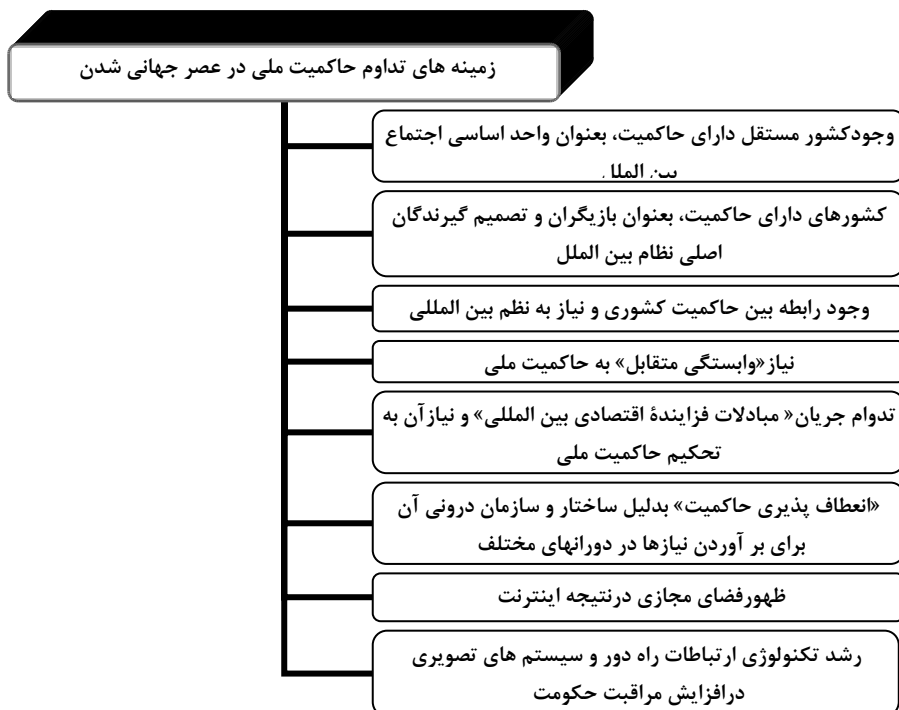 زمینه های تداوم حاکمیت ملی در عصر جهانی شدن
وجودکشور مستقل دارای حاکمیت، بعنوان واحد اساسی اجتماع
بین الملل
کشورهای دارای حاکمیت، بعنوان بازیگران و تصمیم گیرندگان
اصلی نظام بین الملل
وجود رابطه بین حاکمیت کشوری و نیاز به نظم بین المللی
نیاز«وابستگی متقابل» به حاکمیت ملی
تدوام جریان« مبادلات فزایندۀ اقتصادی بین المللی» و نیازآن به
تحکیم حاکمیت ملی
«انعطاف پذیری حاکمیت» بدلیل ساختار و سازمان درونی آن
برای بر آوردن نیازها در دورانهای مختلف
ظهورفضای مجازی درنتیجه اینترنت
رشد تکنولوژی ارتباطات راه دور و سیستم های تصویری
درافزایش مراقبت حکومت